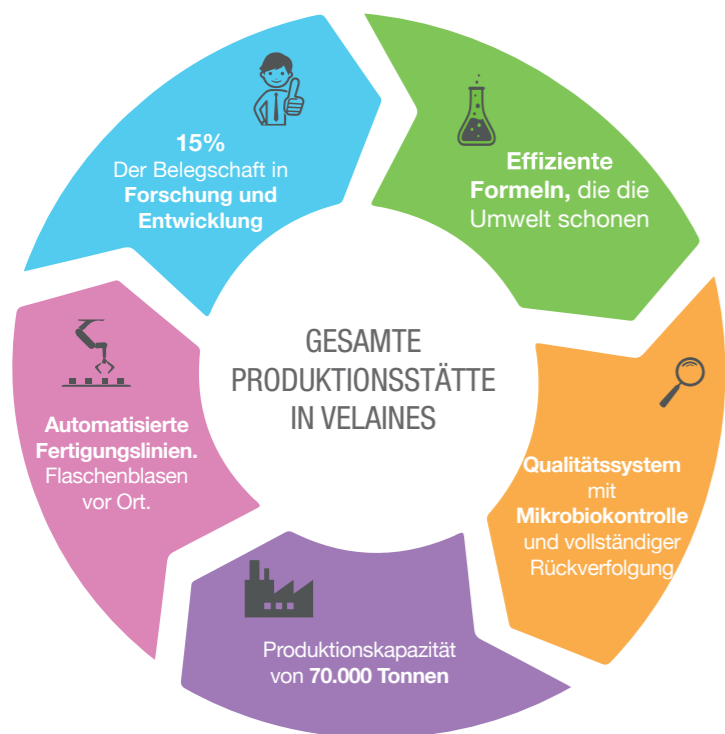 15%
Der Belegschaft in
Forschung und
Entwicklung
Effiziente
Formeln, die die
Umwelt schonen
GESAMTE
PRODUKTIONSSTÄTTE
IN VELAINES
Automatisierte
Fertigungslinien.
Flaschenblasen
vor Ort.
Qualitätssystem
mit
Mikrobiokontrolle
und vollständiger
Rückverfolgung
Produktionskapazität
von 70.000 Tonnen